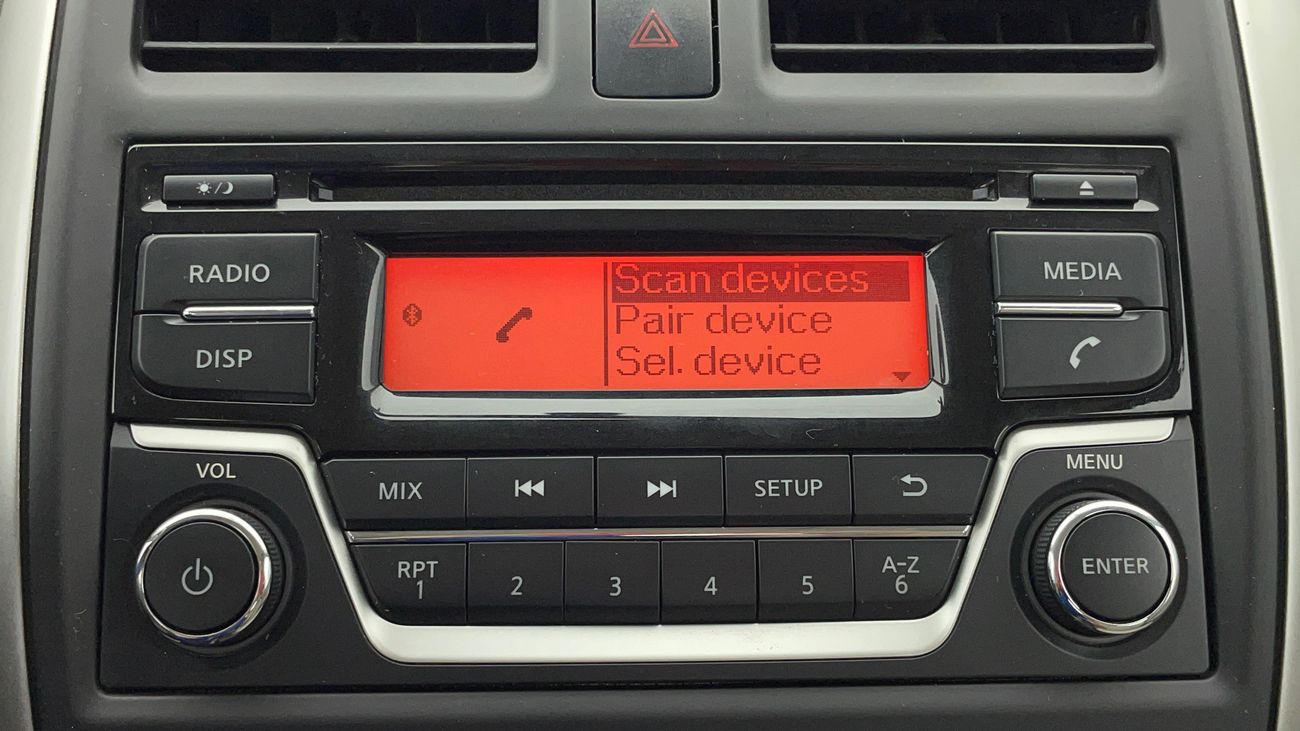 RADIO
DISP
Scan devices
Pair device
Sel. device
MEDIA
VOL
MENU
MIX
SETUP
RPT
1
2
3
4
5
A-Z
6
ENTER